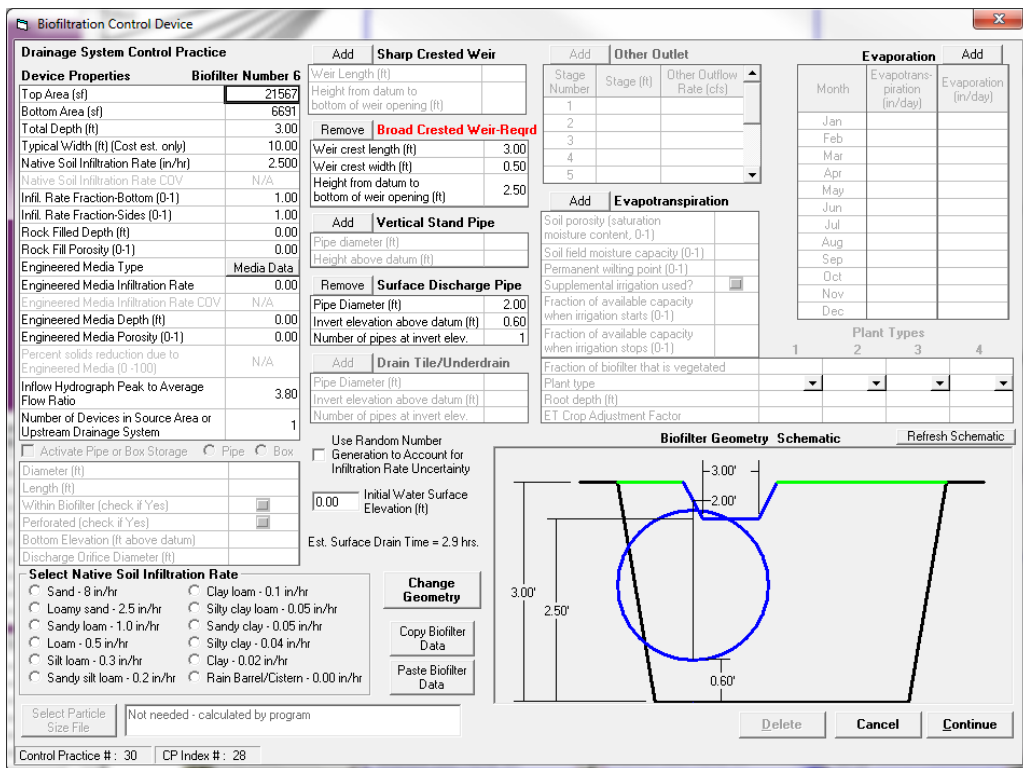 Biofiltration Control Device
Drainage System Control Practice
Device Properties Biofilter Number 6
Top Area (sf) 21567
Bottom Area (sf) 6691
Total Depth (ft) 3.00
Typical Width (ft) (Cost est. only) 10.00
Native Soil Infiltration Rate (in/hr) 2.500
Native Soil Infiltration Rate COV N/A
Infil. Rate Fraction-Bottom (0-1) 1.00
Infil. Rate Fraction-Sides (0-1) 1.00
Rock Filled Depth (ft) 0.00
Rock Fill Porosity (0-1) 0.00
Engineered Media Type Media Data
Engineered Media Infiltration Rate 0.00
Engineered Media Infiltration Rate COV N/A
Engineered Media Depth (ft) 0.00
Engineered Media Porosity (0-1) 0.00
Percent solids reduction due to
Engineered Media (0 -100) N/A
Inflow Hydrograph Peak to Average
Flow Ratio 3.80
Number of Devices in Source Area or
Upstream Drainage System 1
Activate Pipe or Box Storage Pipe Box
Diameter (ft)
Length (ft)
Within Biofilter (check if Yes)
Perforated (check if Yes)
Bottom Elevation (ft above datum)
Discharge Orifice Diameter (ft)
Select Native Soil Infiltration Rate
Sand - 8 in/hr
Loamy sand - 2.5 in/hr
Sandy loam - 1.0 in/hr
Loam - 0.5 in/hr
Silt loam - 0.3 in/hr
Sandy silt loam - 0.2 in/hr
Clay loam - 0.1 in/hr
Silty clay loam - 0.05 in/hr
Sandy clay - 0.05 in/hr
Silty clay - 0.04 in/hr
Clay - 0.02 in/hr
Rain Barrel/Cistern - 0.00 in/hr
Select Particle
Size File
Not needed - calculated by program
Control Practice #: 30 CP Index #: 28
Add Sharp Crested Weir
Weir Length (ft)
Height from datum to
bottom of weir opening (ft)
Remove Broad Crested Weir-Reqrd
Weir crest length (ft) 3.00
Weir crest width (ft) 0.50
Height from datum to
bottom of weir opening (ft) 2.50
Add Vertical Stand Pipe
Pipe diameter (ft)
Height above datum (ft)
Remove Surface Discharge Pipe
Pipe Diameter (ft) 2.00
Invert elevation above datum (ft) 0.60
Number of pipes at invert elev. 1
Add Drain Tile/Underdrain
Pipe Diameter (ft)
Invert elevation above datum (ft)
Number of pipes at invert elev.
Use Random Number
Generation to Account for
Infiltration Rate Uncertainty
0.00 Initial Water Surface
Elevation (ft)
Est. Surface Drain Time = 2.9 hrs.
Change
Geometry
Copy Biofilter
Data
Paste Biofilter
Data
Add Other Outlet
Stage
Number
Stage (ft)
Other Outflow
Rate (cfs)
1
2
3
4
5
Add Evapotranspiration
Soil porosity (saturation
moisture content, 0-1)
Soil field moisture capacity (0-1)
Permanent wilting point (0-1)
Supplemental irrigation used?
Fraction of available capacity
when irrigation starts (0-1)
Fraction of available capacity
when irrigation stops (0-1)
Fraction of biofilter that is vegetated
Plant type
Root depth (ft)
ET Crop Adjustment Factor
Evaporation Add
Month
Evapotrans-
piration
(in/day)
Evaporation
(in/day)
Jan
Feb
Mar
Apr
May
Jun
Jul
Aug
Sep
Oct
Nov
Dec
Plant Types
1 2 3 4
Biofilter Geometry Schematic Refresh Schematic
3.00'
2.00'
3.00'
2.50'
0.60'
Delete Cancel Continue